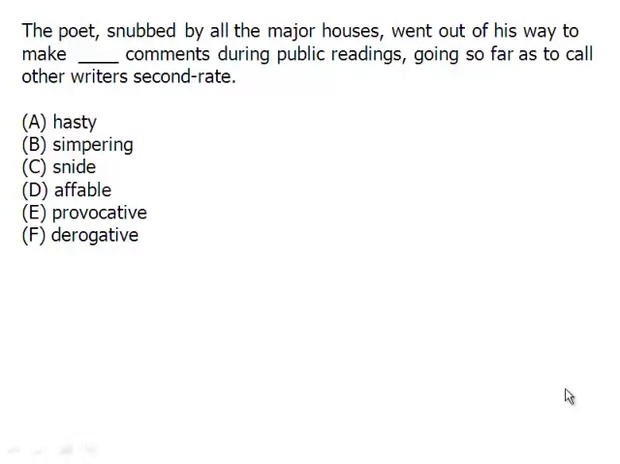 The poet, snubbed by all the major houses, went out of his way to
make ____ comments during public readings, going so far as to call
other writers second-rate.
(A) hasty
(B) simpering
(C) snide
(D) affable
(E) provocative
(F) derogative